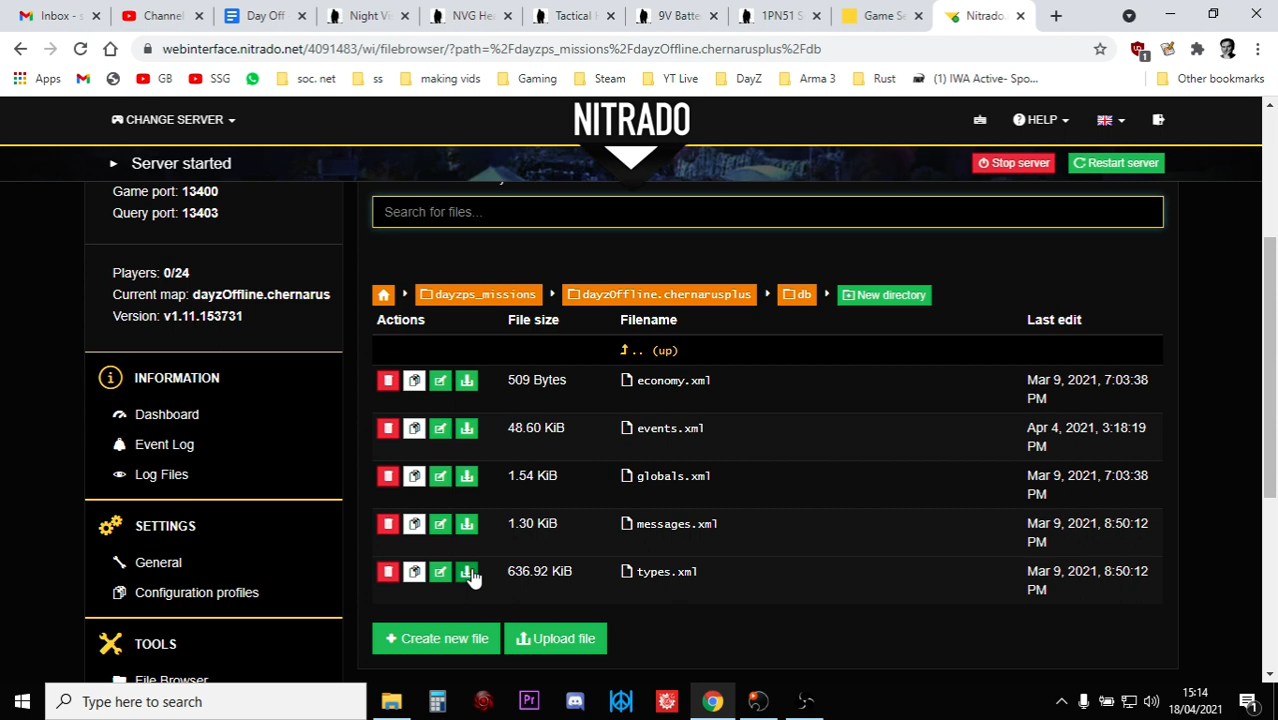 Inbox - s
Channel
Day Off -
Night Vi
NVG He
Tactical H
9V Batte
1PN51 S
Game Se
Nitrado.
webinterface.nitrado.net/4091483/wi/filebrowser/?path=%2Fdayzps_missions%2FdayzOffline.chernarusplus%2Fdb
1
Apps
GB
SSG
soc. net
ss
making vids
Gaming
Steam
YT Live
DayZ
Arma 3
Rust
(1) IWA Active- Spo...
Other bookmarks
CHANGE SERVER
NITRADO
HELP
Server started
Stop server
Restart server
Game port: 13400
Query port: 13403
Search for files...
Players: 0/24
Current map: dayzOffline.chernarus
Version: v1.11.153731
dayzps_missions
dayzOffline.chernarusplus
db
New directory
Actions File size Filename Last edit
.. (up)
509 Bytes economy.xml Mar 9, 2021, 7:03:38 PM
48.60 KiB events.xml Apr 4, 2021, 3:18:19 PM
1.54 KiB globals.xml Mar 9, 2021, 7:03:38 PM
1.30 KiB messages.xml Mar 9, 2021, 8:50:12 PM
636.92 KiB types.xml Mar 9, 2021, 8:50:12 PM
Create new file
Upload file
INFORMATION
Dashboard
Event Log
Log Files
SETTINGS
General
Configuration profiles
TOOLS
File Browser
Type here to search
Pr
15:14
18/04/2021
1